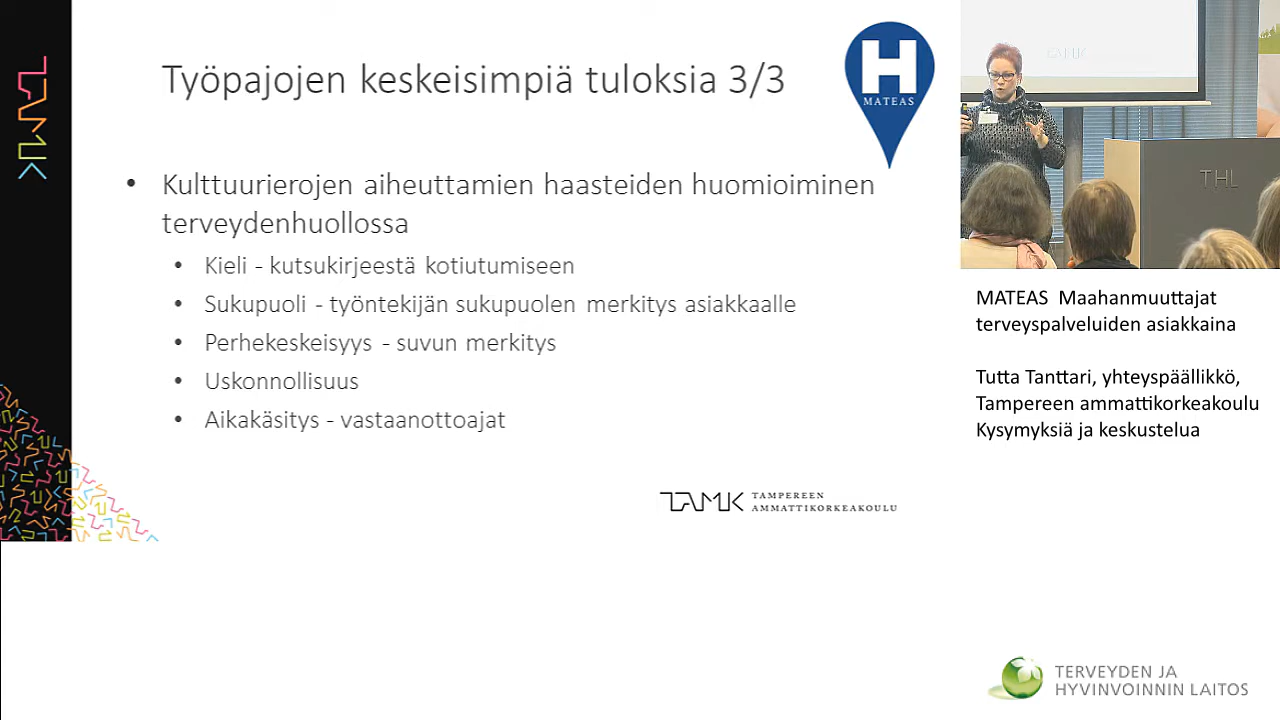 TAMK
Työpajojen keskeisimpiä tuloksia 3/3
H
MATEAS
• Kulttuurierojen aiheuttamien haasteiden huomioiminen
terveydenhuollossa
• Kieli - kutsukirjeestä kotiutumiseen
• Sukupuoli - työntekijän sukupuolen merkitys asiakkaalle
• Perhekeskeisyys - suvun merkitys
• Uskonnollisuus
• Aikakäsitys - vastaanottoajat
TAMK TAMPEREEN
AMMATTIKORKEAKOULU
TAMK
THL
MATEAS Maahanmuuttajat
terveyspalveluiden asiakkaina
Tutta Tanttari, yhteyspäällikkö,
Tampereen ammattikorkeakoulu
Kysymyksiä ja keskustelua
TERVEYDEN JA
HYVINVOINNIN LAITOS